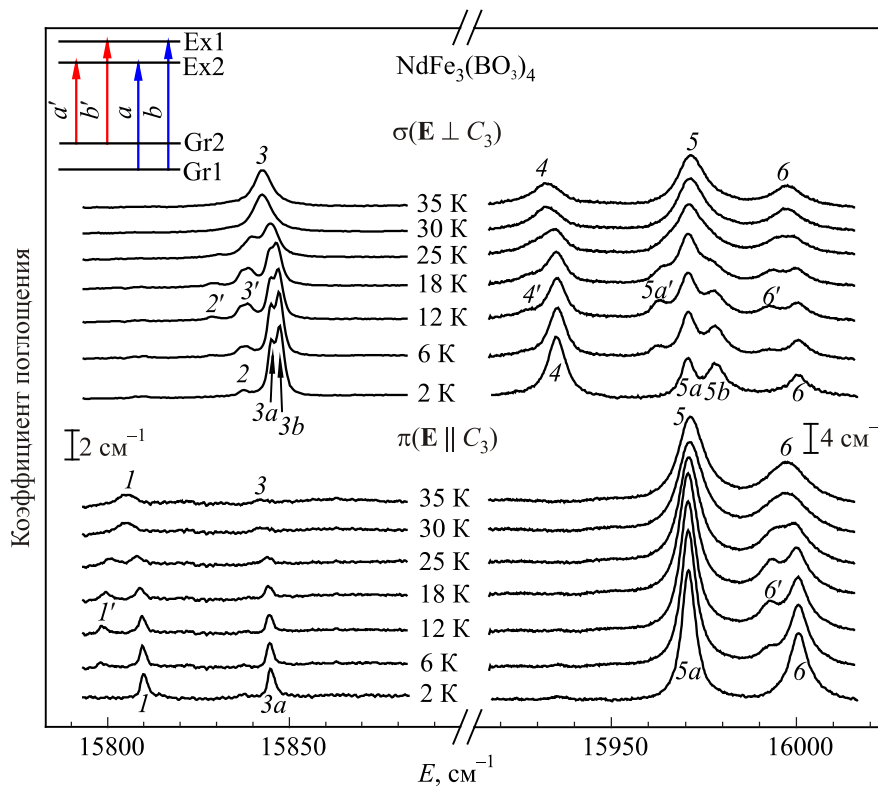 Ex1
Ex2
a′ b′ a b
Gr2
Gr1
NdFe₃(BO₃)₄
σ(E ⊥ C₃)
3 4 5 6
35 К
30 К
25 К
18 К
2′ 3′ 12 К 4′ 5a′ 6′
6 К
2 2 К 4 5a 5b 6
3a 3b
2 см⁻¹ π(E || C₃) 5 6 4 см⁻¹
1 3 35 К
30 К
25 К
18 К 6′
1′ 12 К
6 К
1 3a 2 К 5a 6
15800 15850 15950 16000
E, см⁻¹
Коэффициент поглощения